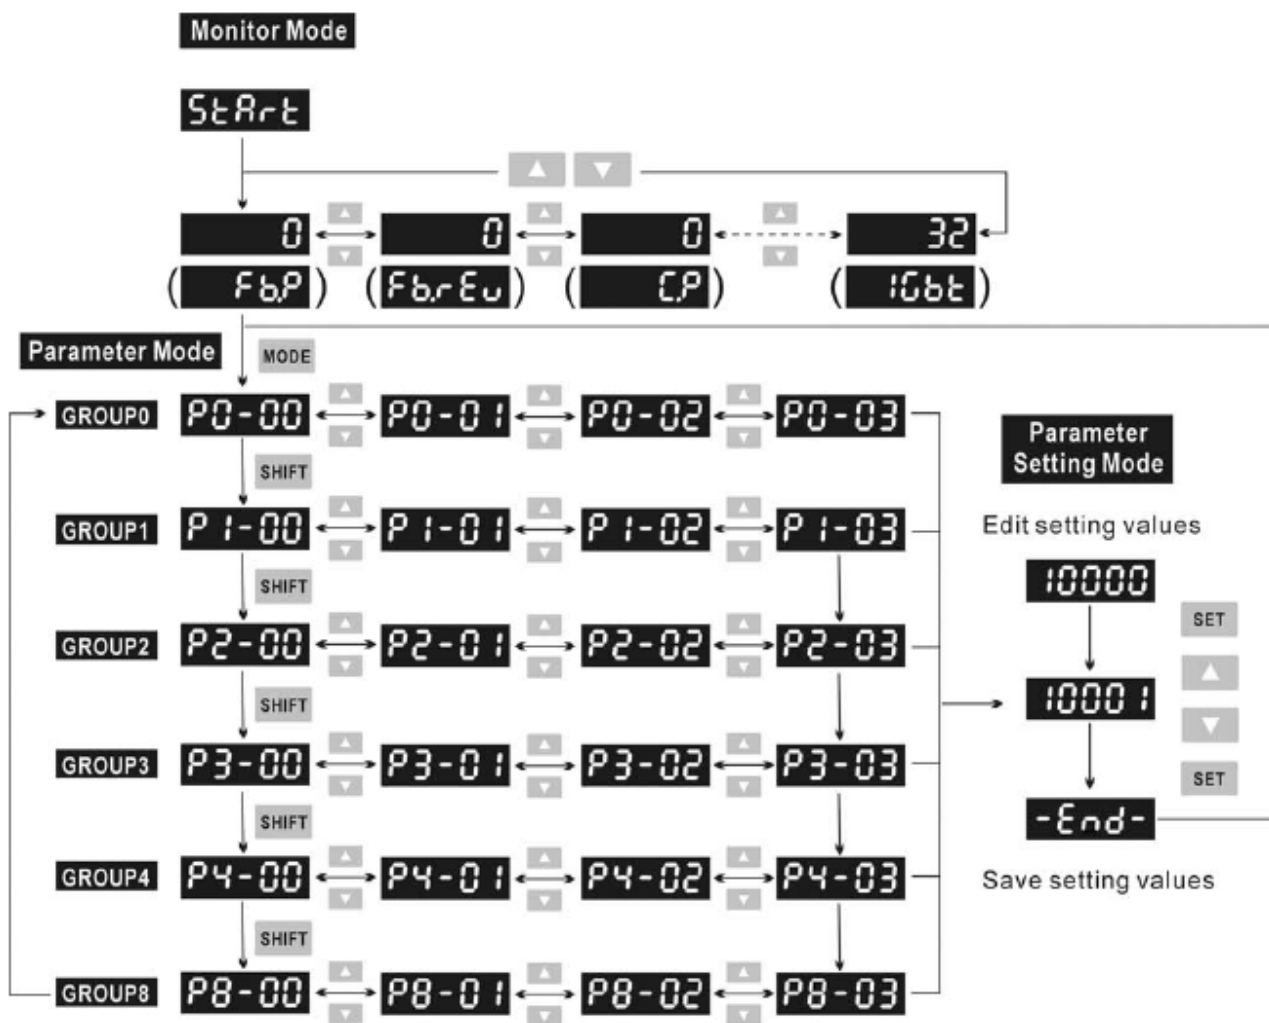 Monitor Mode
StArt
0 0 0 32
(Fb.P) (Fb.rEv) (C.P) (IGbt)
Parameter Mode
MODE
GROUP0 P0-00 P0-01 P0-02 P0-03
Parameter
Setting Mode
SHIFT
GROUP1 P1-00 P1-01 P1-02 P1-03
Edit setting values
10000
SHIFT
SET
GROUP2 P2-00 P2-01 P2-02 P2-03
10001
SHIFT
GROUP3 P3-00 P3-01 P3-02 P3-03
SET
SHIFT
-End-
GROUP4 P4-00 P4-01 P4-02 P4-03
Save setting values
SHIFT
GROUP8 P8-00 P8-01 P8-02 P8-03